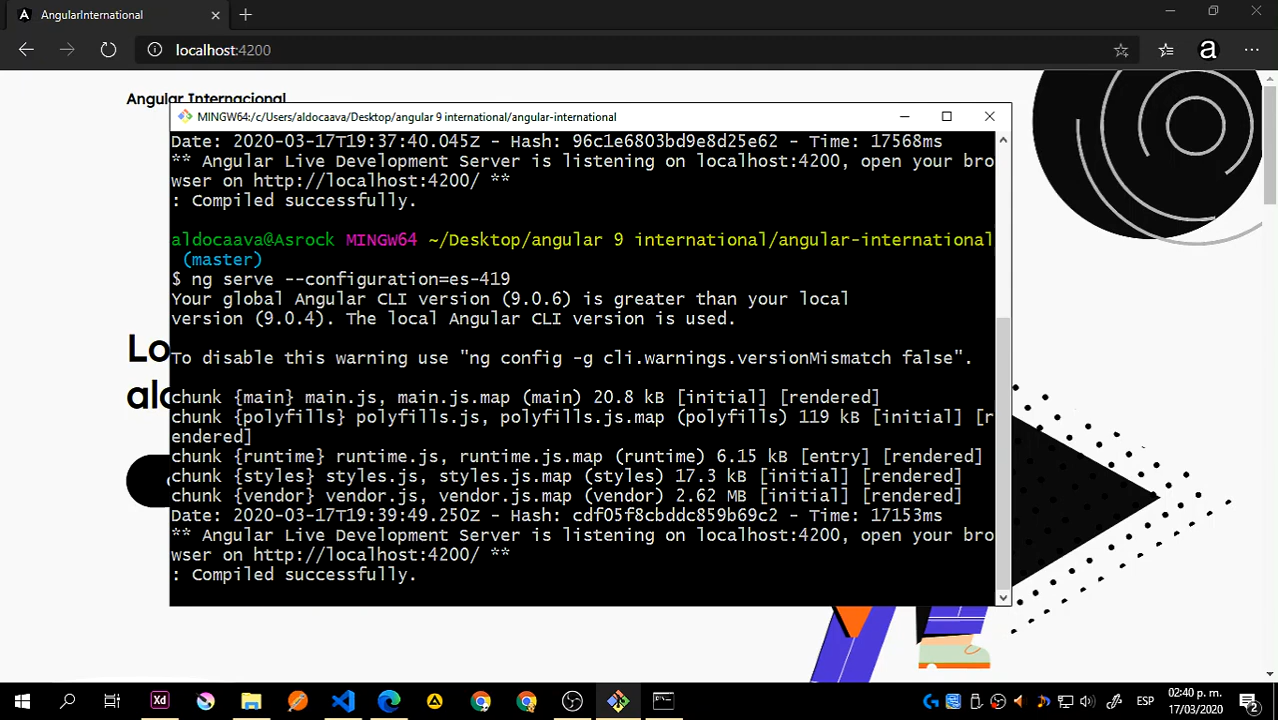 AngularInternational
localhost:4200
a
Angular Internacional
MINGW64:/c/Users/aldocaava/Desktop/angular 9 international/angular-international
Date: 2020-03-17T19:37:40.045Z - Hash: 96c1e6803bd9e8d25e62 - Time: 17568ms
** Angular Live Development Server is listening on localhost:4200, open your bro
wser on http://localhost:4200/ **
: Compiled successfully.
aldocaava@Asrock MINGW64 ~/Desktop/angular 9 international/angular-international
(master)
$ ng serve --configuration=es-419
Your global Angular CLI version (9.0.6) is greater than your local
version (9.0.4). The local Angular CLI version is used.
To disable this warning use "ng config -g cli.warnings.versionMismatch false".
chunk {main} main.js, main.js.map (main) 20.8 kB [initial] [rendered]
chunk {polyfills} polyfills.js, polyfills.js.map (polyfills) 119 kB [initial] [r
endered]
chunk {runtime} runtime.js, runtime.js.map (runtime) 6.15 kB [entry] [rendered]
chunk {styles} styles.js, styles.js.map (styles) 17.3 kB [initial] [rendered]
chunk {vendor} vendor.js, vendor.js.map (vendor) 2.62 MB [initial] [rendered]
Date: 2020-03-17T19:39:49.250Z - Hash: cdf05f8cbddc859b69c2 - Time: 17153ms
** Angular Live Development Server is listening on localhost:4200, open your bro
wser on http://localhost:4200/ **
: Compiled successfully.
Xd
ESP
02:40 p. m.
17/03/2020
2